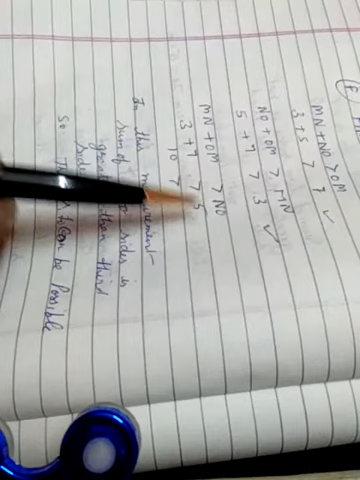 MN + NO > OM
3 + 5 > 7 ✓
NO + OM > MN
5 + 7 > 3 ✓
MN + OM > NO
3 + 7 > 5
10 >
In this
sum of sides is
greater than third
side
So can be Possible